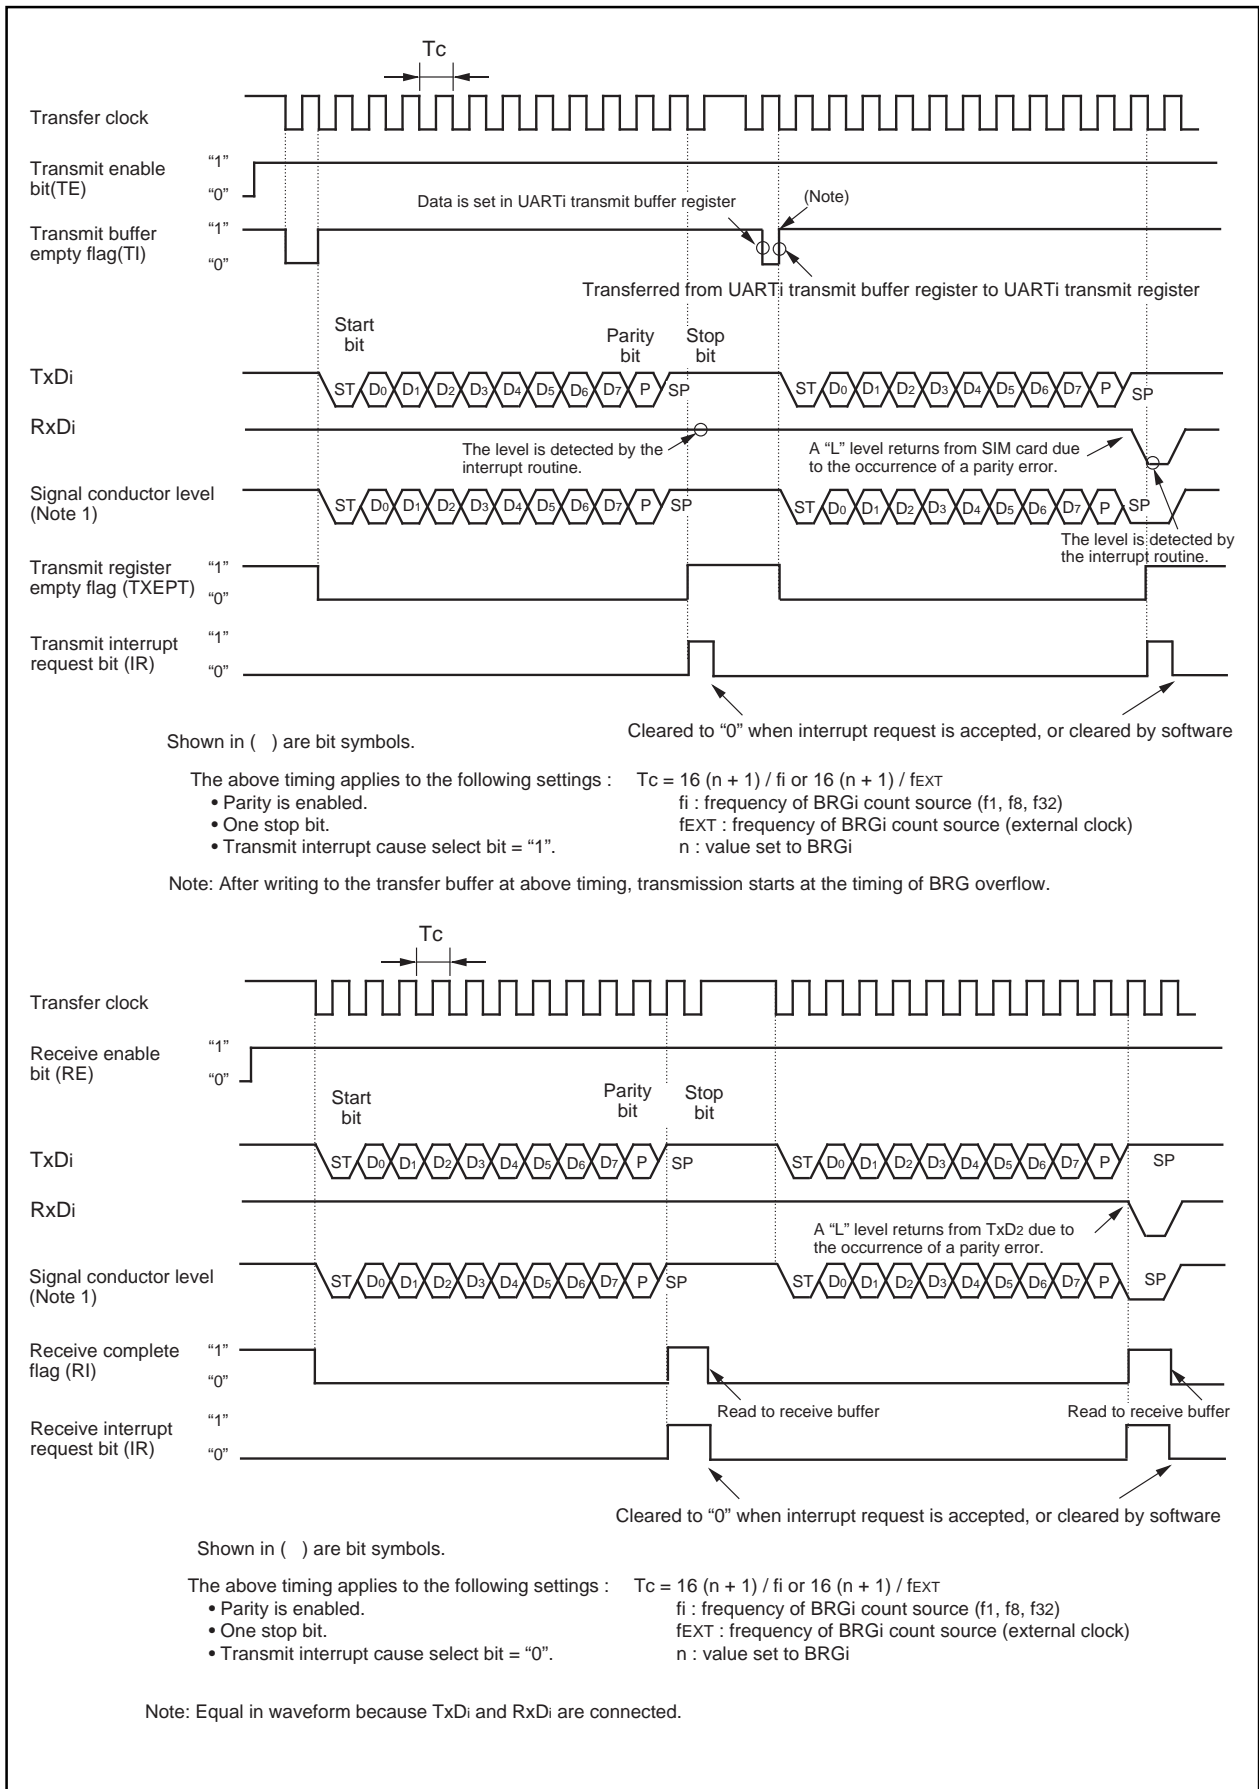 Tc
Transfer clock
Transmit enable
bit(TE)
“1”
“0”
Data is set in UARTi transmit buffer register
(Note)
Transmit buffer
empty flag(TI)
“1”
“0”
Transferred from UARTi transmit buffer register to UARTi transmit register
Start
bit
Parity
bit
Stop
bit
TxDi
ST D0 D1 D2 D3 D4 D5 D6 D7 P SP
ST D0 D1 D2 D3 D4 D5 D6 D7 P SP
RxDi
The level is detected by the
interrupt routine.
A “L” level returns from SIM card due
to the occurrence of a parity error.
Signal conductor level
(Note 1)
ST D0 D1 D2 D3 D4 D5 D6 D7 P SP
ST D0 D1 D2 D3 D4 D5 D6 D7 P SP
The level is detected by
the interrupt routine.
Transmit register
empty flag (TXEPT)
“1”
“0”
Transmit interrupt
request bit (IR)
“1”
“0”
Cleared to “0” when interrupt request is accepted, or cleared by software
Shown in ( ) are bit symbols.
The above timing applies to the following settings :
• Parity is enabled.
• One stop bit.
• Transmit interrupt cause select bit = “1”.
Tc = 16 (n + 1) / fi or 16 (n + 1) / fEXT
fi : frequency of BRGi count source (f1, f8, f32)
fEXT : frequency of BRGi count source (external clock)
n : value set to BRGi
Note: After writing to the transfer buffer at above timing, transmission starts at the timing of BRG overflow.
Tc
Transfer clock
Receive enable
bit (RE)
“1”
“0”
Start
bit
Parity
bit
Stop
bit
TxDi
ST D0 D1 D2 D3 D4 D5 D6 D7 P SP
ST D0 D1 D2 D3 D4 D5 D6 D7 P SP
RxDi
A “L” level returns from TxD2 due to
the occurrence of a parity error.
Signal conductor level
(Note 1)
ST D0 D1 D2 D3 D4 D5 D6 D7 P SP
ST D0 D1 D2 D3 D4 D5 D6 D7 P SP
Receive complete
flag (RI)
“1”
“0”
Read to receive buffer
Read to receive buffer
Receive interrupt
request bit (IR)
“1”
“0”
Cleared to “0” when interrupt request is accepted, or cleared by software
Shown in ( ) are bit symbols.
The above timing applies to the following settings :
• Parity is enabled.
• One stop bit.
• Transmit interrupt cause select bit = “0”.
Tc = 16 (n + 1) / fi or 16 (n + 1) / fEXT
fi : frequency of BRGi count source (f1, f8, f32)
fEXT : frequency of BRGi count source (external clock)
n : value set to BRGi
Note: Equal in waveform because TxDi and RxDi are connected.